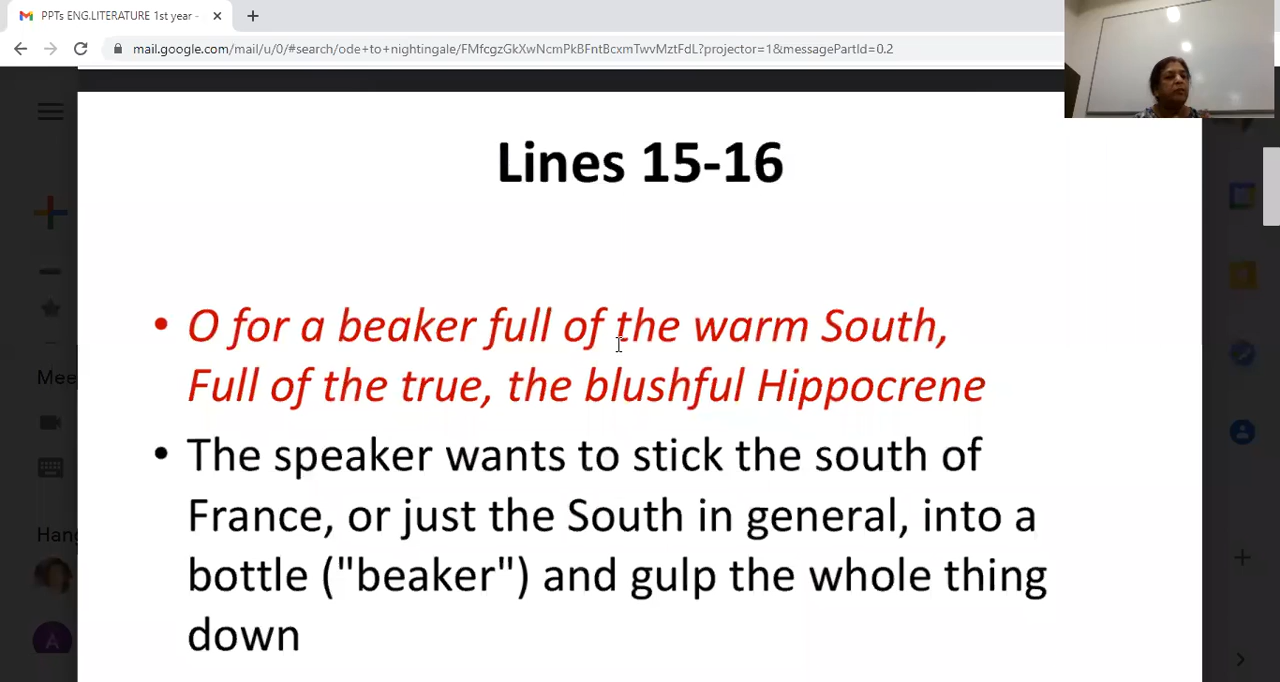 PPTs ENG.LITERATURE 1st year -
mail.google.com/mail/u/0/#search/ode+to+nightingale/FMfcgzGkXwNcmPkBFntBcxmTwvMztFdL?projector=1&messagePartId=0.2
Lines 15-16
• O for a beaker full of the warm South,
Full of the true, the blushful Hippocrene
• The speaker wants to stick the south of
France, or just the South in general, into a
bottle ("beaker") and gulp the whole thing
down
Mee
Hang
A